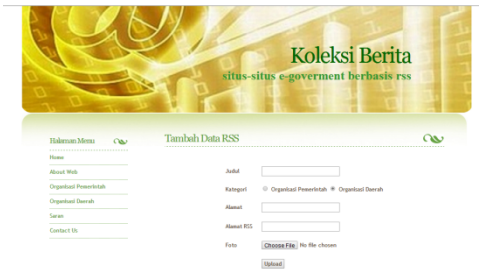 Koleksi Berita
situs-situs e-goverment berbasis rss
Halaman Menu
Home
About Web
Organisasi Pemerintah
Organisasi Daerah
Saran
Contact Us
Tambah Data RSS
Judul
Kategori Organisasi Pemerintah Organisasi Daerah
Alamat
Alamat RSS
Foto Choose File No file chosen
Upload